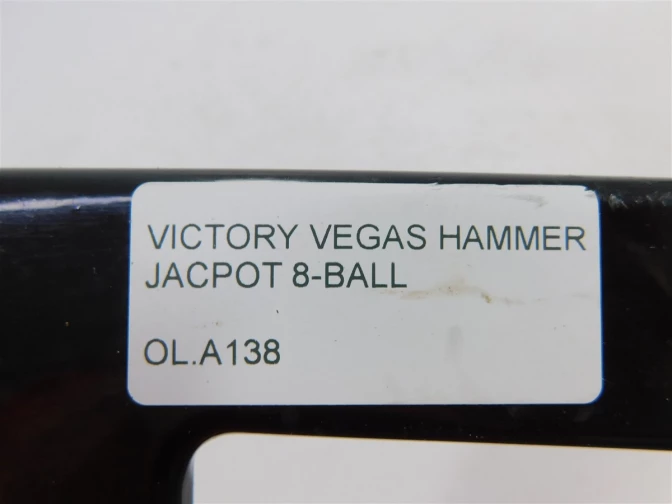 VICTORY VEGAS HAMMER
JACPOT 8-BALL
OL.A138